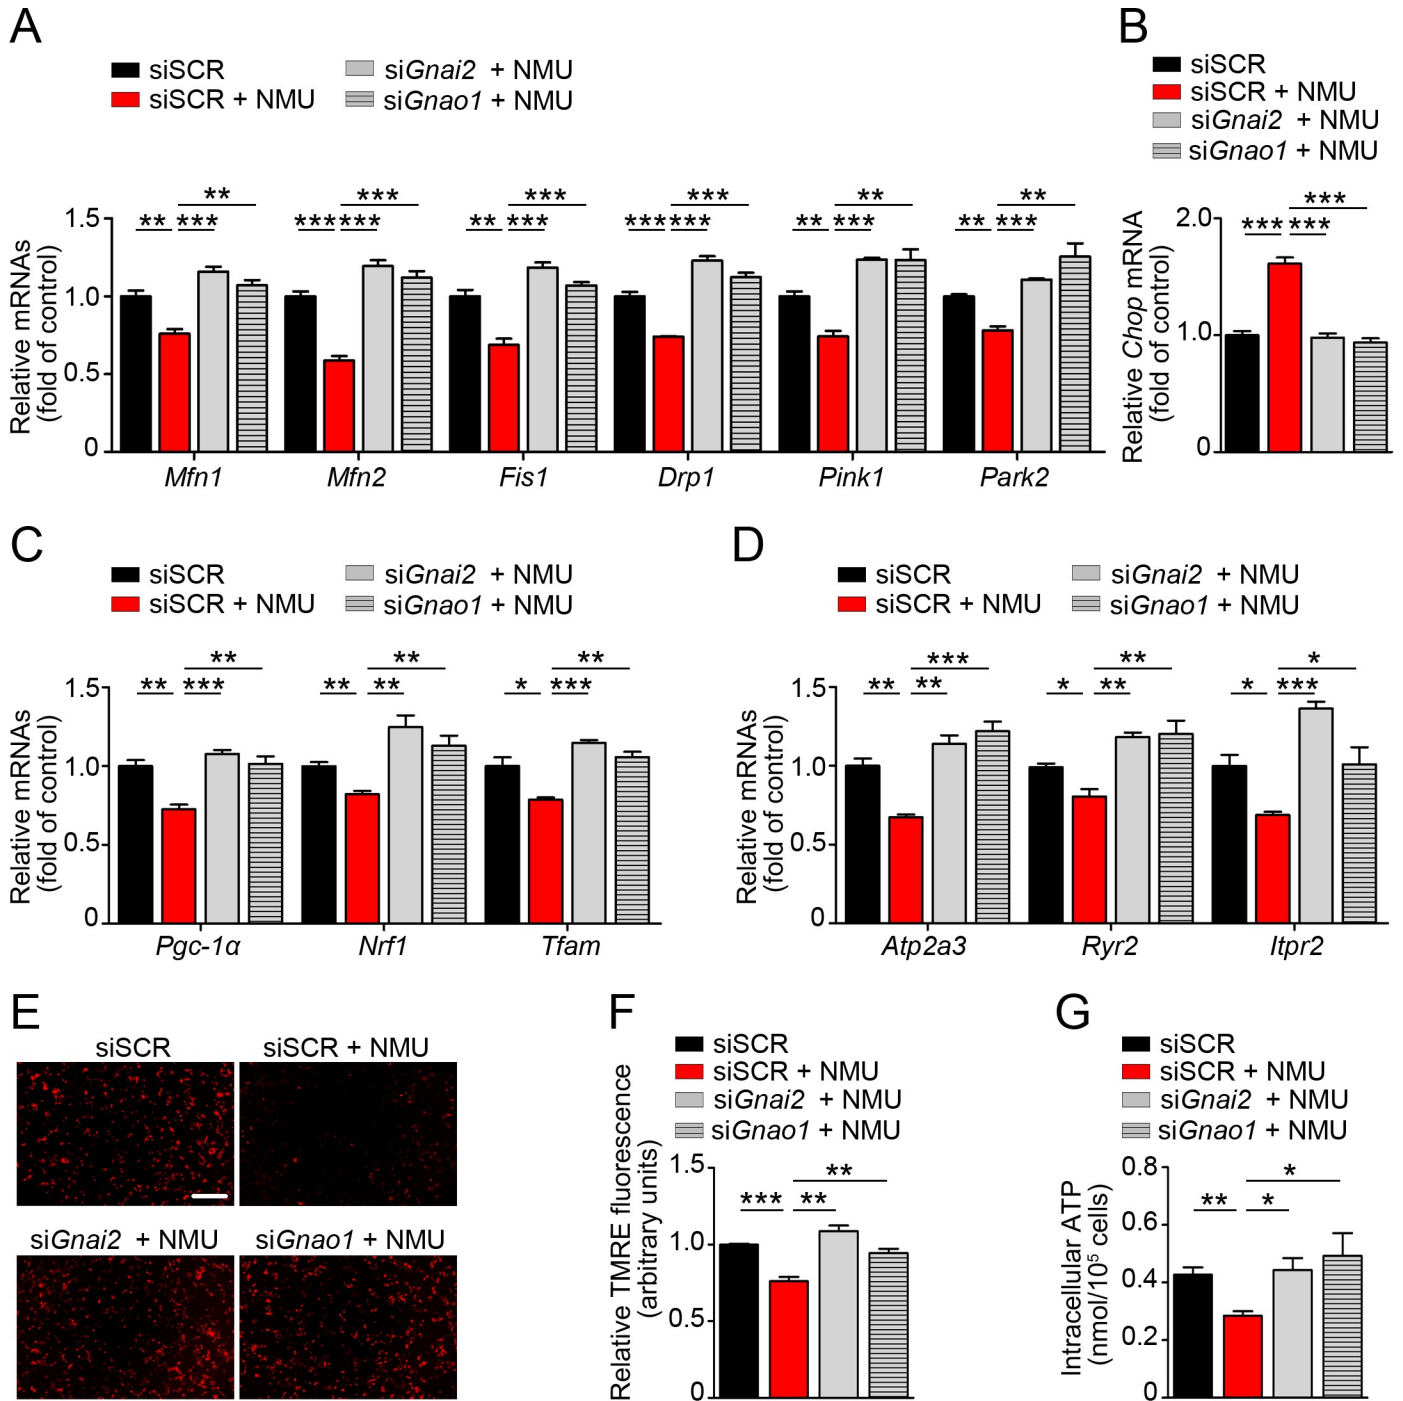 A
siSCR
siSCR + NMU
siGnai2 + NMU
siGnao1 + NMU
Relative mRNAs
(fold of control)
1.5
1.0
0.5
0
** *** **
*** *** ***
** *** ***
*** *** ***
** *** **
** *** **
Mfn1 Mfn2 Fis1 Drp1 Pink1 Park2
B
siSCR
siSCR + NMU
siGnai2 + NMU
siGnao1 + NMU
Relative Chop mRNA
(fold of control)
2.0
1.0
0
*** *** ***
C
siSCR
siSCR + NMU
siGnai2 + NMU
siGnao1 + NMU
Relative mRNAs
(fold of control)
1.5
1.0
0.5
0
** *** **
** ** **
* *** **
Pgc-1α Nrf1 Tfam
D
siSCR
siSCR + NMU
siGnai2 + NMU
siGnao1 + NMU
Relative mRNAs
(fold of control)
1.5
1.0
0.5
0
** ** ***
* ** **
* *** *
Atp2a3 Ryr2 Itpr2
E
siSCR siSCR + NMU
siGnai2 + NMU siGnao1 + NMU
F
siSCR
siSCR + NMU
siGnai2 + NMU
siGnao1 + NMU
Relative TMRE fluorescence
(arbitrary units)
1.5
1.0
0.5
0
*** ** **
G
siSCR
siSCR + NMU
siGnai2 + NMU
siGnao1 + NMU
Intracellular ATP
(nmol/10⁵ cells)
0.8
0.6
0.4
0.2
0
** * *